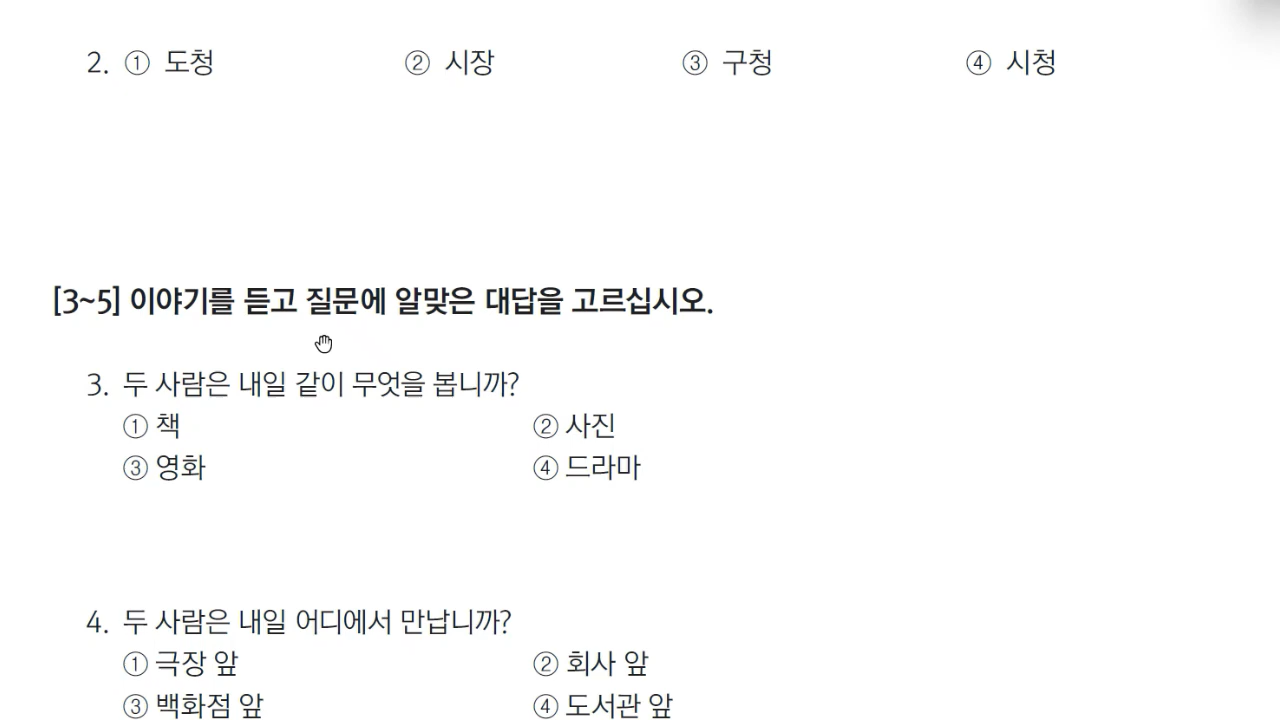 2. ① 도청 ② 시장 ③ 구청 ④ 시청
[3~5] 이야기를 듣고 질문에 알맞은 대답을 고르십시오.
3. 두 사람은 내일 같이 무엇을 봅니까?
① 책 ② 사진
③ 영화 ④ 드라마
4. 두 사람은 내일 어디에서 만납니까?
① 극장 앞 ② 회사 앞
③ 백화점 앞 ④ 도서관 앞